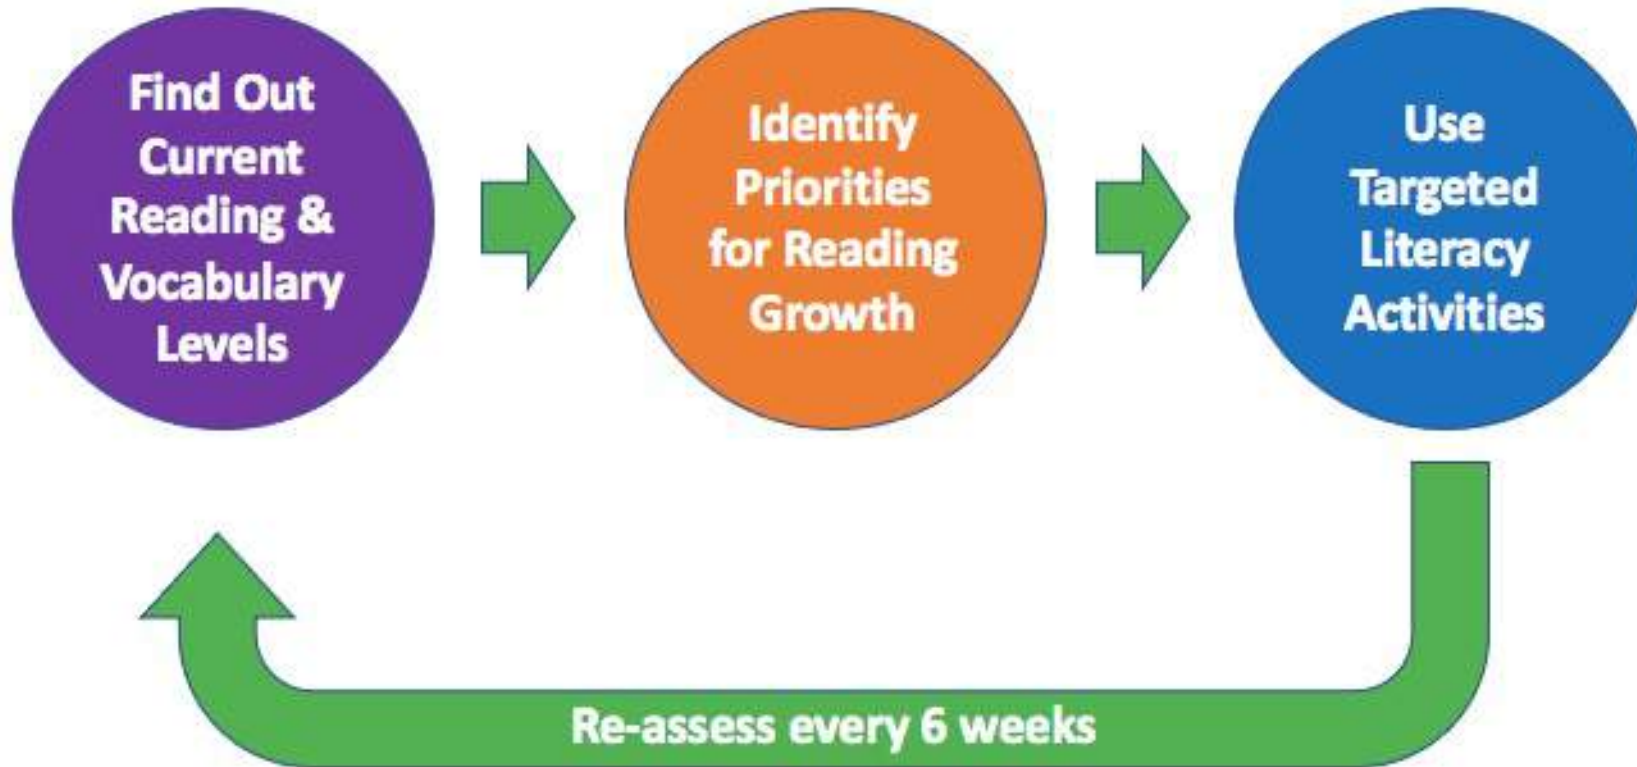 Find Out
Current
Reading &
Vocabulary
Levels
Identify
Priorities
for Reading
Growth
Use
Targeted
Literacy
Activities
Re-assess every 6 weeks